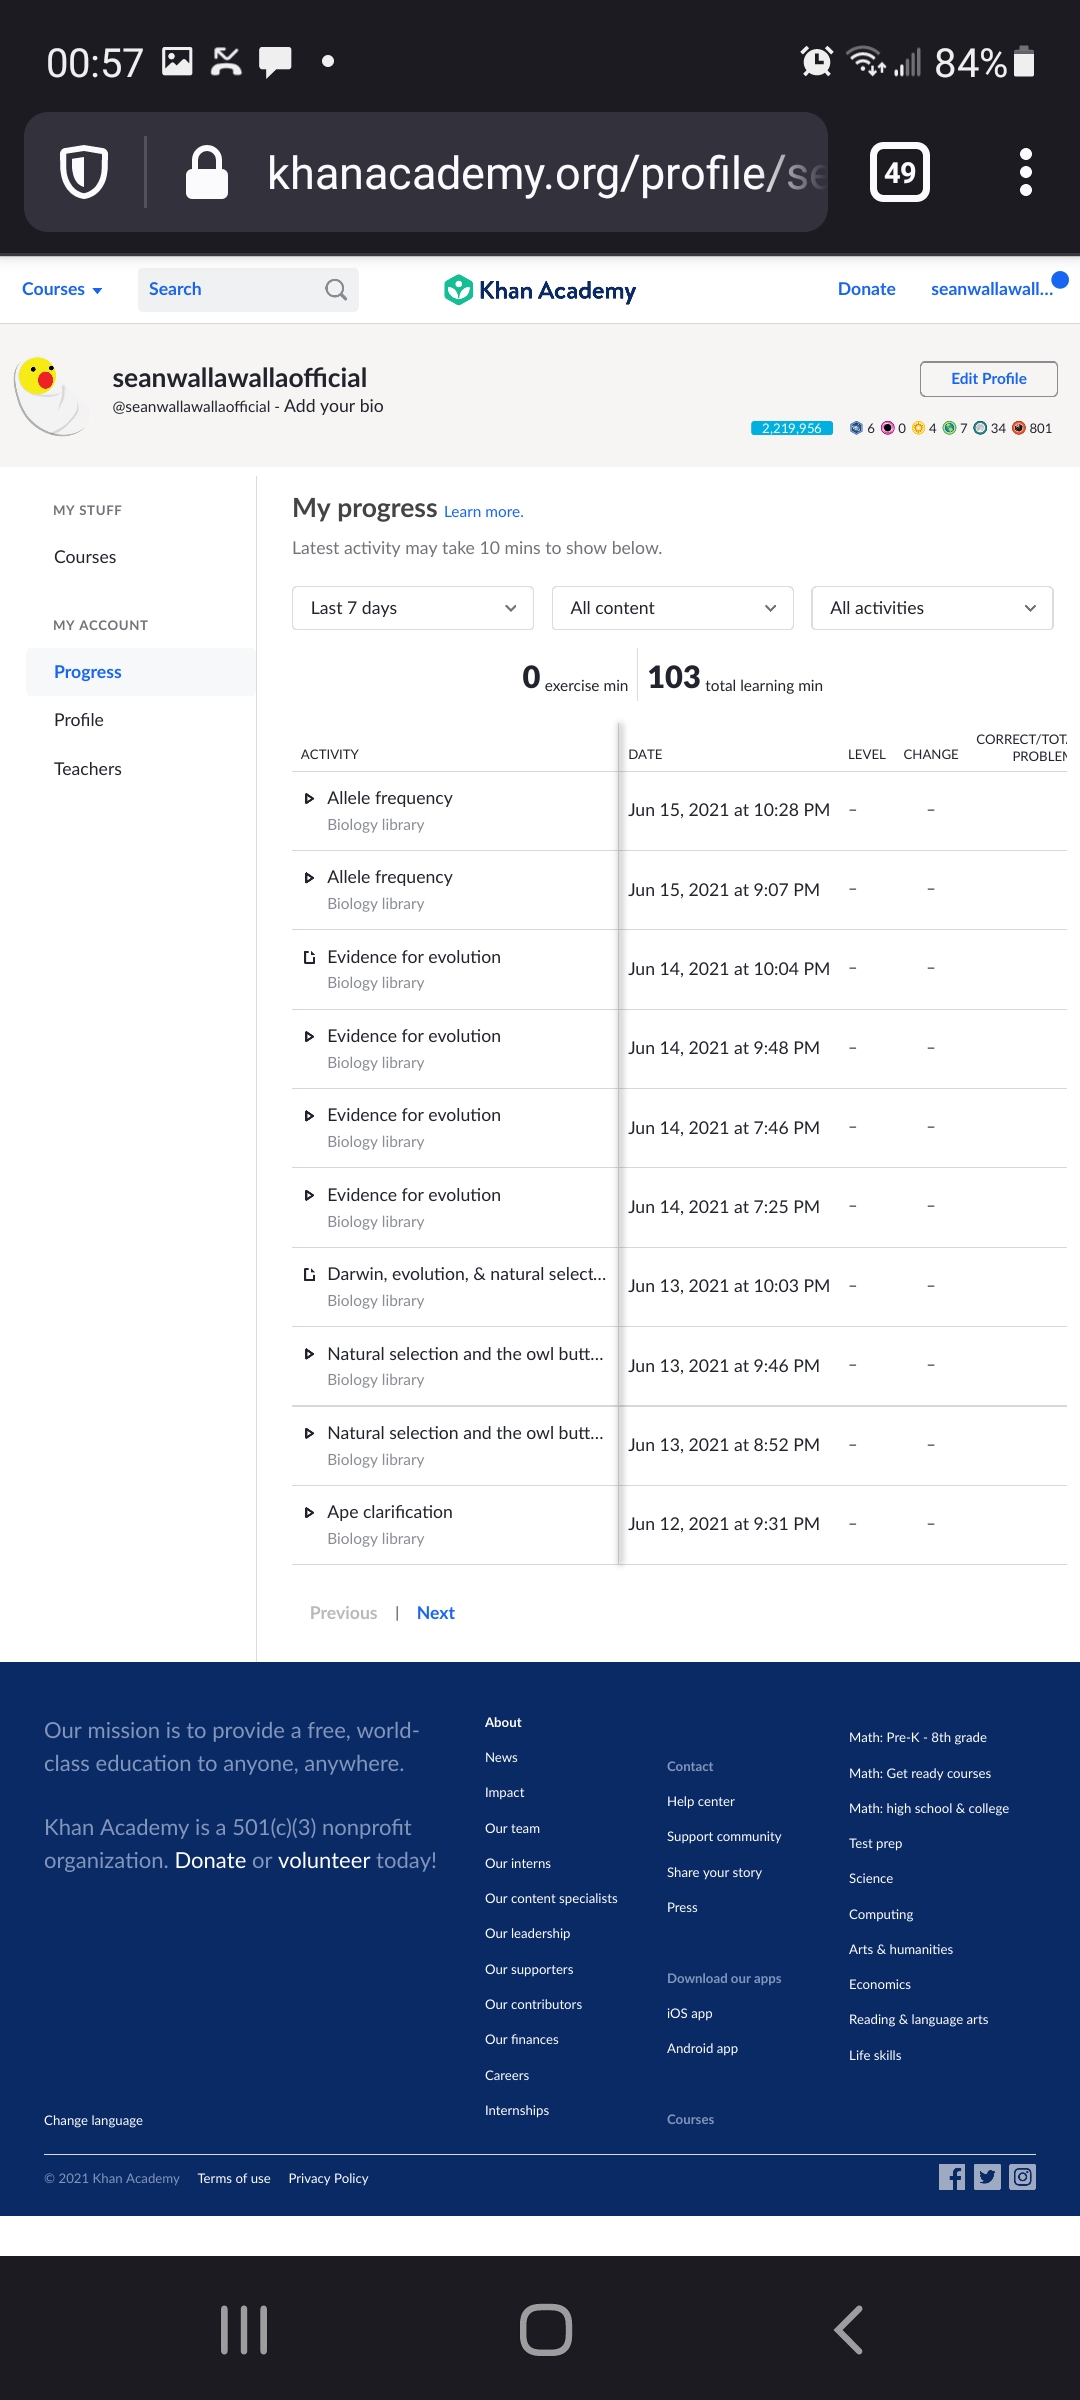 00:57
84%
khanacademy.org/profile/se
49
Courses
Search
Khan Academy
Donate
seanwallawall...
seanwallawallaofficial
@seanwallawallaofficial - Add your bio
Edit Profile
2,219,956 6 0 4 7 34 801
MY STUFF
Courses
MY ACCOUNT
Progress
Profile
Teachers
My progress Learn more.
Latest activity may take 10 mins to show below.
Last 7 days
All content
All activities
0 exercise min
103 total learning min
ACTIVITY
DATE
LEVEL
CHANGE
CORRECT/TOTA
PROBLEM
Allele frequency
Biology library
Jun 15, 2021 at 10:28 PM – –
Allele frequency
Biology library
Jun 15, 2021 at 9:07 PM – –
Evidence for evolution
Biology library
Jun 14, 2021 at 10:04 PM – –
Evidence for evolution
Biology library
Jun 14, 2021 at 9:48 PM – –
Evidence for evolution
Biology library
Jun 14, 2021 at 7:46 PM – –
Evidence for evolution
Biology library
Jun 14, 2021 at 7:25 PM – –
Darwin, evolution, & natural select...
Biology library
Jun 13, 2021 at 10:03 PM – –
Natural selection and the owl butt...
Biology library
Jun 13, 2021 at 9:46 PM – –
Natural selection and the owl butt...
Biology library
Jun 13, 2021 at 8:52 PM – –
Ape clarification
Biology library
Jun 12, 2021 at 9:31 PM – –
Previous | Next
Our mission is to provide a free, world-
class education to anyone, anywhere.
Khan Academy is a 501(c)(3) nonprofit
organization. Donate or volunteer today!
About
News
Impact
Our team
Our interns
Our content specialists
Our leadership
Our supporters
Our contributors
Our finances
Careers
Internships
Contact
Help center
Support community
Share your story
Press
Download our apps
iOS app
Android app
Courses
Math: Pre-K - 8th grade
Math: Get ready courses
Math: high school & college
Test prep
Science
Computing
Arts & humanities
Economics
Reading & language arts
Life skills
Change language
© 2021 Khan Academy
Terms of use
Privacy Policy